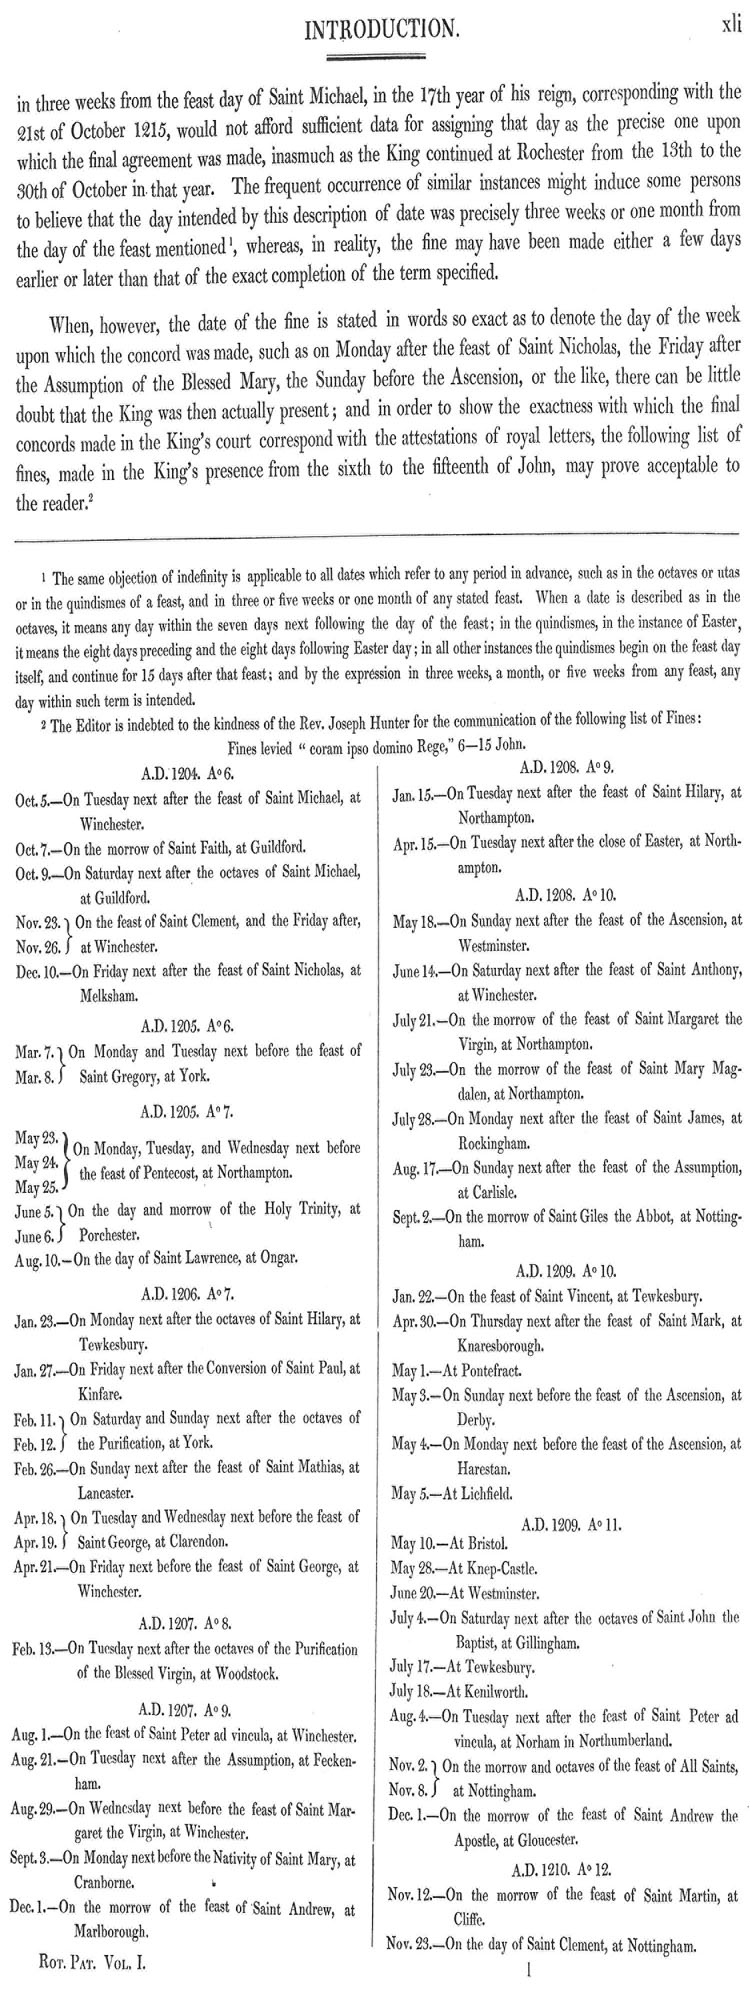 INTRODUCTION. xli
in three weeks from the feast day of Saint Michael, in the 17th year of his reign, corresponding with the
21st of October 1215, would not afford sufficient data for assigning that day as the precise one upon
which the final agreement was made, inasmuch as the King continued at Rochester from the 13th to the
30th of October in that year. The frequent occurrence of similar instances might induce some persons
to believe that the day intended by this description of date was precisely three weeks or one month from
the day of the feast mentioned¹, whereas, in reality, the fine may have been made either a few days
earlier or later than that of the exact completion of the term specified.
When, however, the date of the fine is stated in words so exact as to denote the day of the week
upon which the concord was made, such as on Monday after the feast of Saint Nicholas, the Friday after
the Assumption of the Blessed Mary, the Sunday before the Ascension, or the like, there can be little
doubt that the King was then actually present; and in order to show the exactness with which the final
concords made in the King's court correspond with the attestations of royal letters, the following list of
fines, made in the King's presence from the sixth to the fifteenth of John, may prove acceptable to
the reader.²
¹ The same objection of indefinity is applicable to all dates which refer to any period in advance, such as in the octaves or utas
or in the quindismes of a feast, and in three or five weeks or one month of any stated feast. When a date is described as in the
octaves, it means any day within the seven days next following the day of the feast; in the quindismes, in the instance of Easter,
it means the eight days preceding and the eight days following Easter day; in all other instances the quindismes begin on the feast day
itself, and continue for 15 days after that feast; and by the expression in three weeks, a month, or five weeks from any feast, any
day within such term is intended.
² The Editor is indebted to the kindness of the Rev. Joseph Hunter for the communication of the following list of Fines:
Fines levied "coram ipso domino Rege," 6—15 John.
A.D. 1204. Aº 6.
Oct. 5.—On Tuesday next after the feast of Saint Michael, at
Winchester.
Oct. 7.—On the morrow of Saint Faith, at Guildford.
Oct. 9.—On Saturday next after the octaves of Saint Michael,
at Guildford.
Nov. 23. } On the feast of Saint Clement, and the Friday after,
Nov. 26. } at Winchester.
Dec. 10.—On Friday next after the feast of Saint Nicholas, at
Melksham.
A.D. 1205. Aº 6.
Mar. 7. } On Monday and Tuesday next before the feast of
Mar. 8. } Saint Gregory, at York.
A.D. 1205. Aº 7.
May 23. }
On Monday, Tuesday, and Wednesday next before
May 24. }
the feast of Pentecost, at Northampton.
May 25. }
June 5. } On the day and morrow of the Holy Trinity, at
June 6. } Porchester.
Aug. 10.—On the day of Saint Lawrence, at Ongar.
A.D. 1206. Aº 7.
Jan. 23.—On Monday next after the octaves of Saint Hilary, at
Tewkesbury.
Jan. 27.—On Friday next after the Conversion of Saint Paul, at
Kinfare.
Feb. 11. } On Saturday and Sunday next after the octaves of
Feb. 12. } the Purification, at York.
Feb. 26.—On Sunday next after the feast of Saint Mathias, at
Lancaster.
Apr. 18. } On Tuesday and Wednesday next before the feast of
Apr. 19. } Saint George, at Clarendon.
Apr. 21.—On Friday next before the feast of Saint George, at
Winchester.
A.D. 1207. Aº 8.
Feb. 13.—On Tuesday next after the octaves of the Purification
of the Blessed Virgin, at Woodstock.
A.D. 1207. Aº 9.
Aug. 1.—On the feast of Saint Peter ad vincula, at Winchester.
Aug. 21.—On Tuesday next after the Assumption, at Fecken-
ham.
Aug. 29.—On Wednesday next before the feast of Saint Mar-
garet the Virgin, at Winchester.
Sept. 3.—On Monday next before the Nativity of Saint Mary, at
Cranborne.
Dec. 1.—On the morrow of the feast of Saint Andrew, at
Marlborough.
A.D. 1208. Aº 9.
Jan. 15.—On Tuesday next after the feast of Saint Hilary, at
Northampton.
Apr. 15.—On Tuesday next after the close of Easter, at North-
ampton.
A.D. 1208. Aº 10.
May 18.—On Sunday next after the feast of the Ascension, at
Westminster.
June 14.—On Saturday next after the feast of Saint Anthony,
at Winchester.
July 21.—On the morrow of the feast of Saint Margaret the
Virgin, at Northampton.
July 23.—On the morrow of the feast of Saint Mary Mag-
dalen, at Northampton.
July 28.—On Monday next after the feast of Saint James, at
Rockingham.
Aug. 17.—On Sunday next after the feast of the Assumption,
at Carlisle.
Sept. 2.—On the morrow of Saint Giles the Abbot, at Notting-
ham.
A.D. 1209. Aº 10.
Jan. 22.—On the feast of Saint Vincent, at Tewkesbury.
Apr. 30.—On Thursday next after the feast of Saint Mark, at
Knaresborough.
May 1.—At Pontefract.
May 3.—On Sunday next before the feast of the Ascension, at
Derby.
May 4.—On Monday next before the feast of the Ascension, at
Harestan.
May 5.—At Lichfield.
A.D. 1209. Aº 11.
May 10.—At Bristol.
May 28.—At Knep-Castle.
June 20.—At Westminster.
July 4.—On Saturday next after the octaves of Saint John the
Baptist, at Gillingham.
July 17.—At Tewkesbury.
July 18.—At Kenilworth.
Aug. 4.—On Tuesday next after the feast of Saint Peter ad
vincula, at Norham in Northumberland.
Nov. 2. } On the morrow and octaves of the feast of All Saints,
Nov. 8. } at Nottingham.
Dec. 1.—On the morrow of the feast of Saint Andrew the
Apostle, at Gloucester.
A.D. 1210. Aº 12.
Nov. 12.—On the morrow of the feast of Saint Martin, at
Cliffe.
Nov. 23.—On the day of Saint Clement, at Nottingham.
ROT. PAT. VOL. I.
l